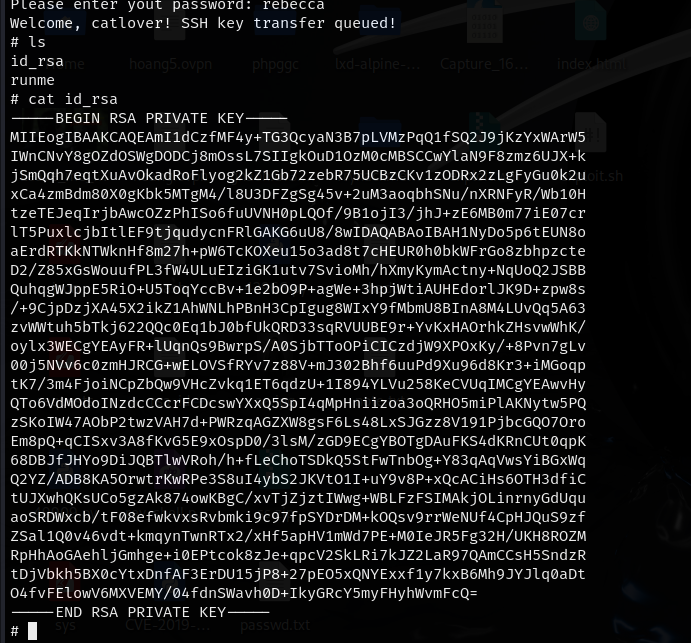 Please enter yout password: rebecca
Welcome, catlover! SSH key transfer queued!
# ls
id_rsa
runme
# cat id_rsa
-----BEGIN RSA PRIVATE KEY-----
MIIEogIBAAKCAQEAmI1dCzfMF4y+TG3QcyaN3B7pLVMzPqQ1fSQ2J9jKzYxWArW5
IWnCNvY8gOZdOSWgDODCj8mOssL7SIIgkOuD1OzM0cMBSCCwYlaN9F8zmz6UJX+k
jSmQqh7eqtXuAvOkadRoFlyog2kZ1Gb72zebR75UCBzCKv1zODRx2zLgFyGu0k2u
xCa4zmBdm80X0gKbk5MTgM4/l8U3DFZgSg45v+2uM3aoqbhSNu/nXRNFyR/Wb10H
tzeTEJeqIrjbAwcOZzPhISo6fuUVNH0pLQOf/9B1ojI3/jhJ+zE6MB0m77iE07cr
lT5PuxlcjbItlEF9tjqudycnFRlGAKG6uU8/8wIDAQABAoIBAH1NyDo5p6tEUN8o
aErdRTKkNTWknHf8m27h+pW6TcKOXeu15o3ad8t7cHEUR0h0bkWFrGo8zbhpzcte
D2/Z85xGsWouufPL3fW4ULuEIziGK1utv7SvioMh/hXmyKymActny+NqUoQ2JSBB
QuhqgWJppE5RiO+U5ToqYccBv+1e2bO9P+agWe+3hpjWtiAUHEdorlJK9D+zpw8s
/+9CjpDzjXA45X2ikZ1AhWNLhPBnH3CpIgug8WIxY9fMbmU8BInA8M4LUvQq5A63
zvWWtuh5bTkj622QQc0Eq1bJ0bfUkQRD33sqRVUUBE9r+YvKxHAOrhkZHsvwWhK/
oylx3WECgYEAyFR+lUqnQs9BwrpS/A0SjbTToOPiCICzdjW9XPOxKy/+8Pvn7gLv
00j5NVv6c0zmHJRCG+wELOVSfRYv7z88V+mJ302Bhf6uuPd9Xu96d8Kr3+iMGoqp
tK7/3m4FjoiNCpZbQw9VHcZvkq1ET6qdzU+1I894YLVu258KeCVUqIMCgYEAwvHy
QTo6VdMOdoINzdcCCcrFCDcswYXxQ5SpI4qMpHniizoa3oQRHO5miPlAKNytw5PQ
zSKoIW47AObP2twzVAH7d+PWRzqAGZXW8gsF6Ls48LxSJGzz8V191PjbcGQO7Oro
Em8pQ+qCISxv3A8fKvG5E9xOspD0/3lsM/zGD9ECgYBOTgDAuFKS4dKRnCUt0qpK
68DBJfJHYo9DiJQBTlwVRoh/h+fLeChoTSDkQ5StFwTnbOg+Y83qAqVwsYiBGxWq
Q2YZ/ADB8KA5OrwtrKwRPe3S8uI4ybS2JKVtO1I+uY9v8P+xQcACiHs6OTH3dfiC
tUJXwhQKsUCo5gzAk874owKBgC/xvTjZjztIWwg+WBLFzFSIMAkjOLinrnyGdUqu
aoSRDWxcb/tF08efwkvxsRvbmki9c97fpSYDrDM+kOQsv9rrWeNUf4CpHJQuS9zf
ZSal1Q0v46vdt+kmqynTwnRTx2/xHf5apHV1mWd7PE+M0IeJR5Fg32H/UKH8ROZM
RpHhAoGAehljGmhge+i0EPtcok8zJe+qpcV2SkLRi7kJZ2LaR97QAmCCsH5SndzR
tDjVhkh5BX0cYtxDnfAF3ErDU15jP8+27pEO5xQNYExxf1y7kxB6Mh9JYJlq0aDt
O4fvFElowV6MXVEMY/04fdnSWavh0D+IkyGRcY5myFHyhWvmFcQ=
-----END RSA PRIVATE KEY-----
#